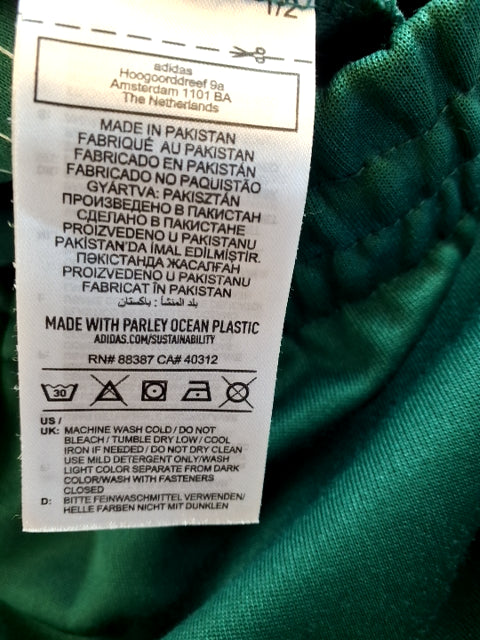 1/2
adidas
Hoogoorddreef 9a
Amsterdam 1101 BA
The Netherlands
MADE IN PAKISTAN
FABRIQUÉ AU PAKISTAN
FABRICADO EN PAKISTÁN
FABRICADO NO PAQUISTÃO
GYÁRTVA: PAKISZTÁN
ПРОИЗВЕДЕНО В ПАКИСТАН
СДЕЛАНО В ПАКИСТАНЕ
PROIZVEDENO U PAKISTANU
PAKİSTAN'DA İMAL EDİLMİŞTİR.
ПӘКІСТАНДА ЖАСАЛҒАН
PROIZVEDENO U PAKISTANU
FABRICAT ÎN PAKISTAN
بلد المنشأ : باكستان
MADE WITH PARLEY OCEAN PLASTIC
ADIDAS.COM/SUSTAINABILITY
RN# 88387 CA# 40312
30
US /
UK: MACHINE WASH COLD / DO NOT
BLEACH / TUMBLE DRY LOW / COOL
IRON IF NEEDED / DO NOT DRY CLEAN
USE MILD DETERGENT ONLY/WASH
LIGHT COLOR SEPARATE FROM DARK
COLOR/WASH WITH FASTENERS
CLOSED
D: BITTE FEINWASCHMITTEL VERWENDEN/
HELLE FARBEN NICHT MIT DUNKLEN